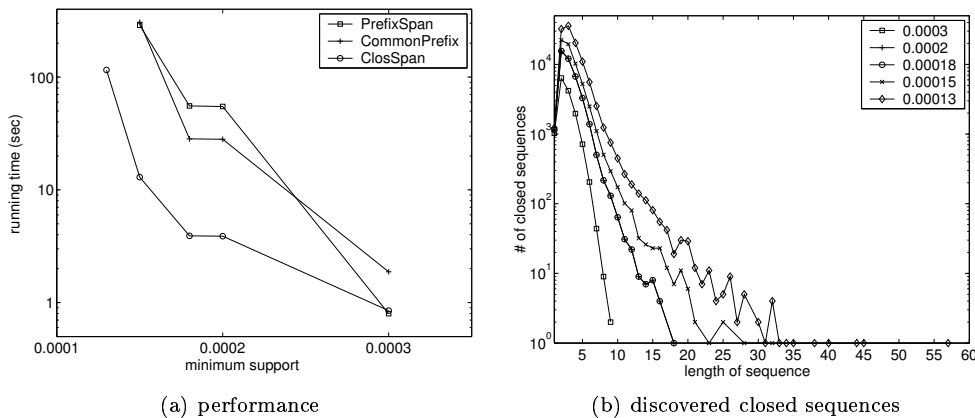 PrefixSpan
CommonPrefix
ClosSpan
100
10
1
running time (sec)
0.0001
0.0002
0.0003
minimum support
(a) performance
0.0003
0.0002
0.00018
0.00015
0.00013
10^4
10^3
10^2
10^1
10^0
# of closed sequences
5 10 15 20 25 30 35 40 45 50 55 60
length of sequence
(b) discovered closed sequences